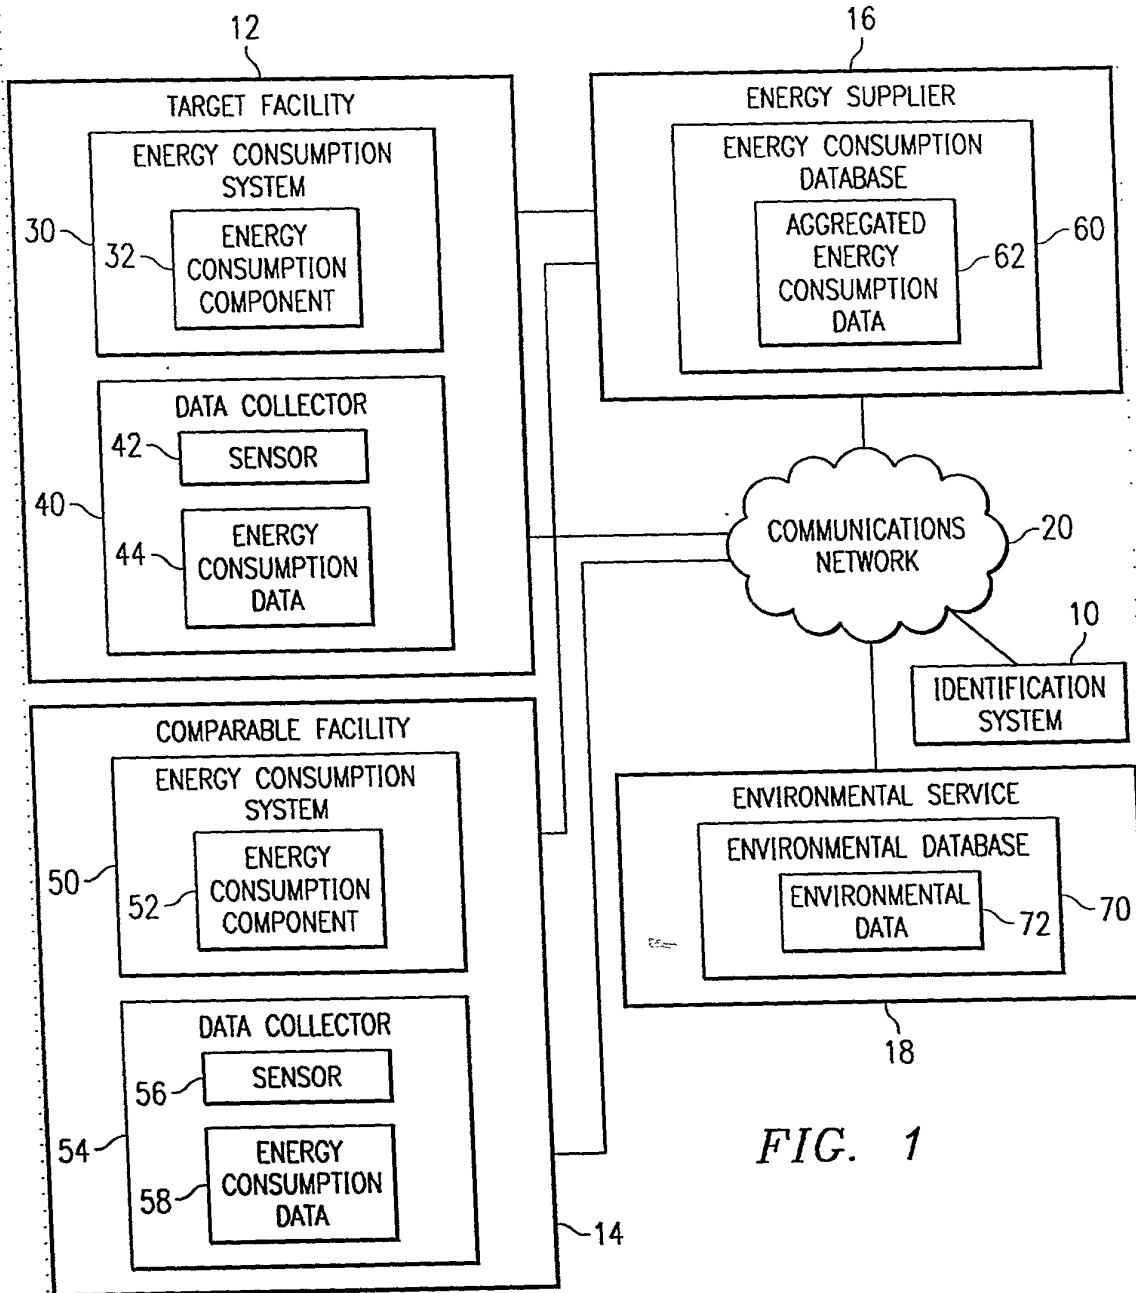 12
TARGET FACILITY
ENERGY CONSUMPTION
SYSTEM
30
32
ENERGY
CONSUMPTION
COMPONENT
DATA COLLECTOR
42
SENSOR
40
44
ENERGY
CONSUMPTION
DATA
16
ENERGY SUPPLIER
ENERGY CONSUMPTION
DATABASE
AGGREGATED
ENERGY
CONSUMPTION
DATA
62
60
COMMUNICATIONS
NETWORK
20
10
IDENTIFICATION
SYSTEM
COMPARABLE FACILITY
ENERGY CONSUMPTION
SYSTEM
50
52
ENERGY
CONSUMPTION
COMPONENT
DATA COLLECTOR
56
SENSOR
54
58
ENERGY
CONSUMPTION
DATA
14
ENVIRONMENTAL SERVICE
ENVIRONMENTAL DATABASE
ENVIRONMENTAL
DATA
72
70
18
FIG. 1